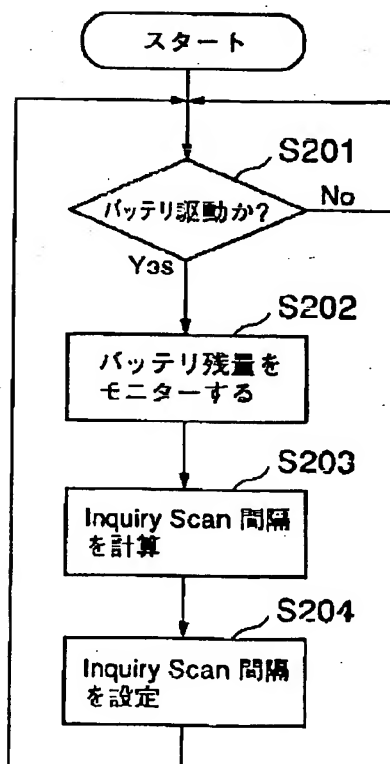 スタート
S201
バッテリ駆動か?
No
Yes
S202
バッテリ残量を
モニターする
S203
Inquiry Scan 間隔
を計算
S204
Inquiry Scan 間隔
を設定